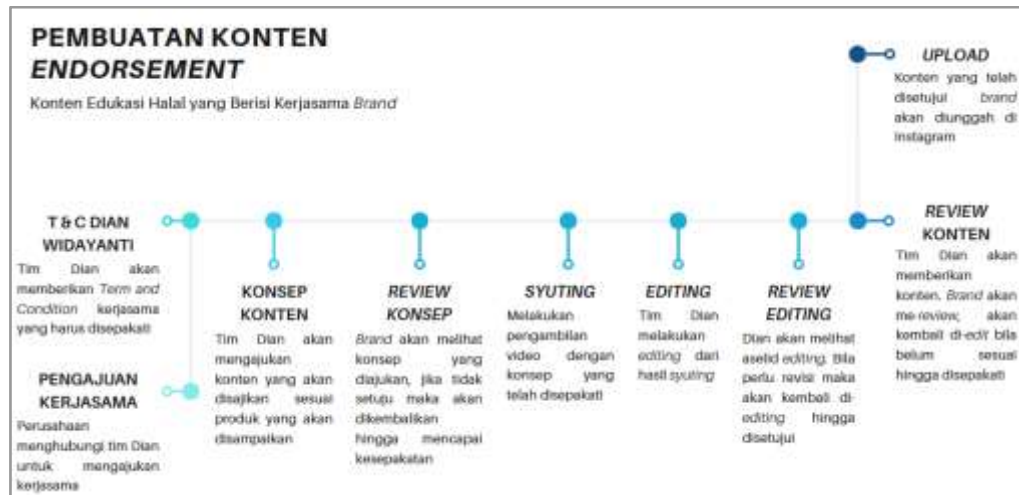 PEMBUATAN KONTEN
ENDORSEMENT
Konten Edukasi Halal yang Berisi Kerjasama Brand
PENGAJUAN
KERJASAMA
Perusahaan
menghubungi tim Dian
untuk mengajukan
kerjasama
T & C DIAN
WIDAYANTI
Tim Dian akan
memberikan Term and
Condition kerjasama
yang harus disepakati
KONSEP
KONTEN
Tim Dian akan
mengajukan
konten yang akan
disajikan sesuai
produk yang akan
disampaikan
REVIEW
KONSEP
Brand akan melihat
konsep yang
diajukan, jika tidak
setuju maka akan
dikembalikan
hingga mencapai
kesepakatan
SYUTING
Melakukan
pengambilan
video dengan
konsep yang
telah disepakati
EDITING
Tim Dian
melakukan
editing dari
hasil syuting
REVIEW
EDITING
Dian akan melihat
editing. Bila
perlu revisi maka
akan kembali di-
editing hingga
disetujui
REVIEW
KONTEN
Tim Dian akan
memberikan
konten. Brand akan
me-review, akan
kembali di-edit bila
belum sesuai
hingga disepakati
UPLOAD
Konten yang telah
disetujui brand
akan diunggah di
Instagram